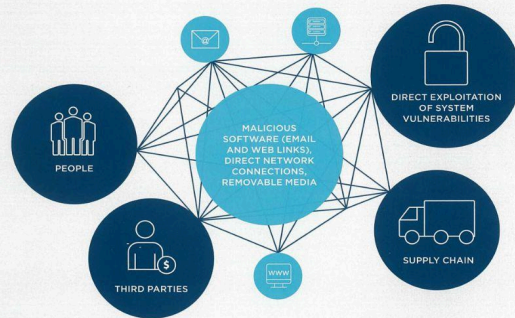 DIRECT EXPLOITATION
OF SYSTEM
VULNERABILITIES
MALICIOUS
SOFTWARE (EMAIL
AND WEB LINKS),
DIRECT NETWORK
CONNECTIONS,
REMOVABLE MEDIA
PEOPLE
SUPPLY CHAIN
$
www
THIRD PARTIES
@